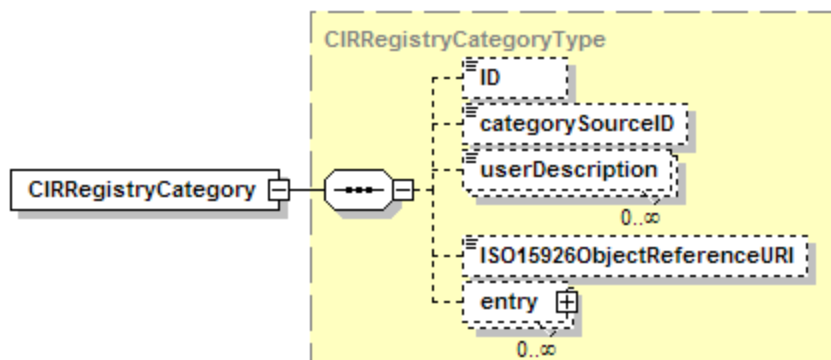 CIRRegistryCategoryType
ID
categorySourceID
userDescription
0..∞
CIRRegistryCategory
ISO15926ObjectReferenceURI
entry
0..∞